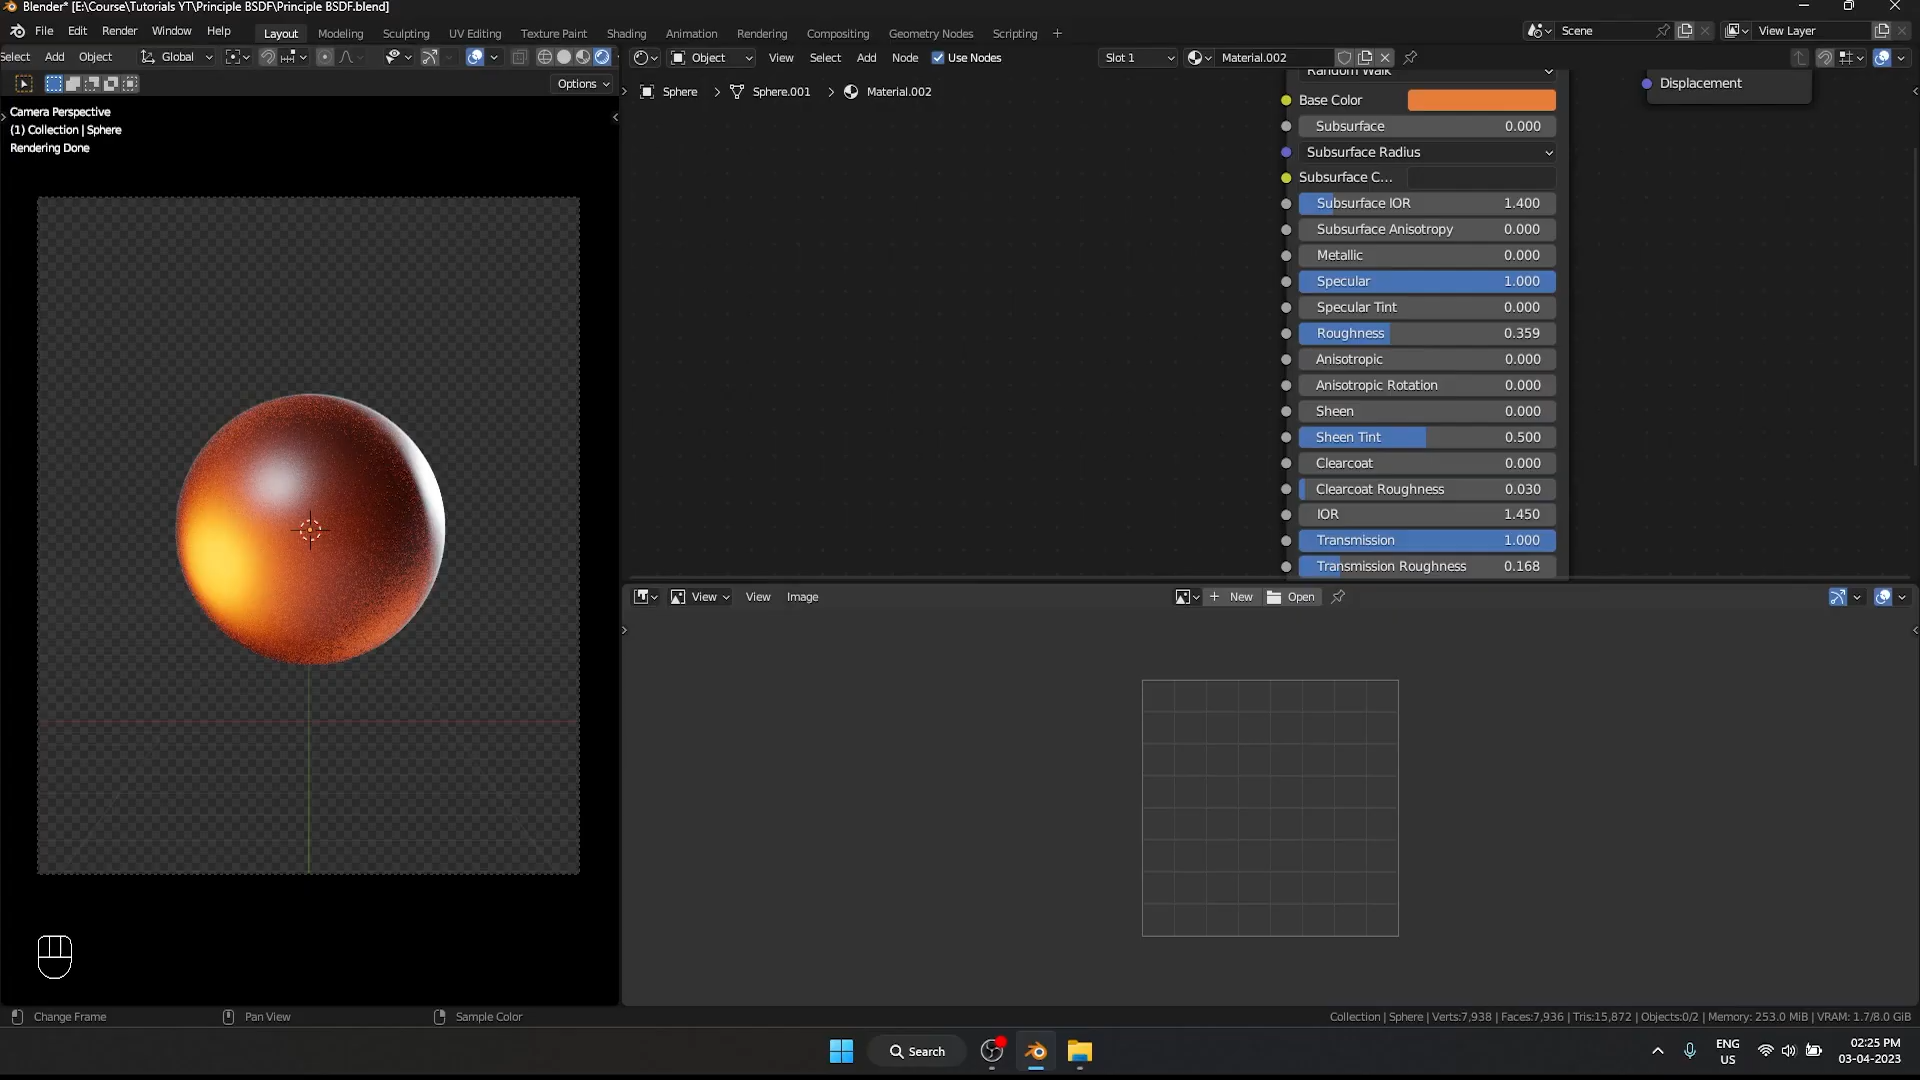 Blender* [E:\Course\Tutorials YT\Principle BSDF\Principle BSDF.blend]
File Edit Render Window Help Layout Modeling Sculpting UV Editing Texture Paint Shading Animation Rendering Compositing Geometry Nodes Scripting + Scene View Layer
Select Add Object Global Object View Select Add Node Use Nodes Slot 1 Material.002
Options
Random Walk
Displacement
Sphere > Sphere.001 > Material.002
Camera Perspective
(1) Collection | Sphere
Rendering Done
Base Color
Subsurface 0.000
Subsurface Radius
Subsurface C...
Subsurface IOR 1.400
Subsurface Anisotropy 0.000
Metallic 0.000
Specular 1.000
Specular Tint 0.000
Roughness 0.359
Anisotropic 0.000
Anisotropic Rotation 0.000
Sheen 0.000
Sheen Tint 0.500
Clearcoat 0.000
Clearcoat Roughness 0.030
IOR 1.450
Transmission 1.000
Transmission Roughness 0.168
View View Image + New Open
Change Frame Pan View Sample Color Collection | Sphere | Verts:7,938 | Faces:7,936 | Tris:15,872 | Objects:0/2 | Memory: 253.0 MiB | VRAM: 1.7/8.0 GiB
Search
ENG
US
02:25 PM
03-04-2023